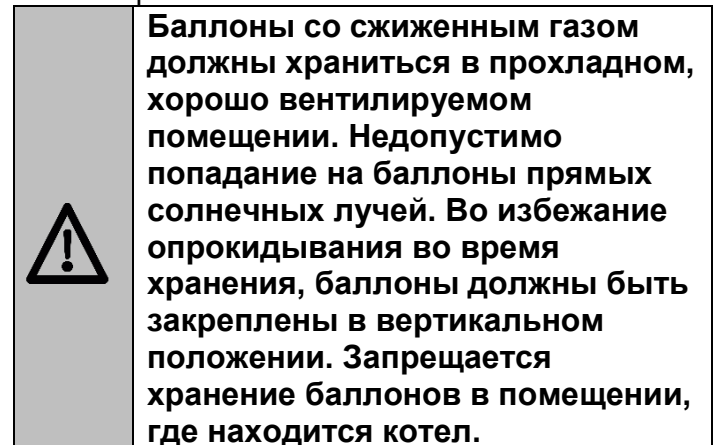 Баллоны со сжиженным газом
должны храниться в прохладном,
хорошо вентилируемом
помещении. Недопустимо
попадание на баллоны прямых
солнечных лучей. Во избежание
опрокидывания во время
хранения, баллоны должны быть
закреплены в вертикальном
положении. Запрещается
хранение баллонов в помещении,
где находится котел.